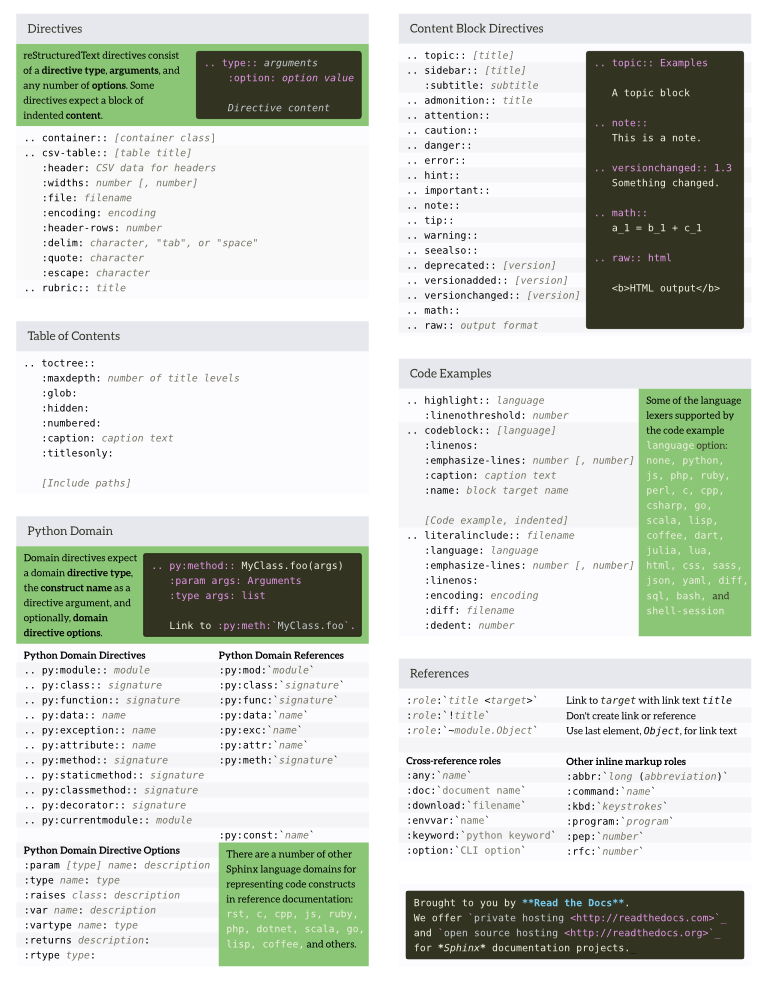 Directives
reStructuredText directives consist
of a directive type, arguments, and
any number of options. Some
directives expect a block of
indented content.
.. type:: arguments
   :option: option value

   Directive content
.. container:: [container class]
.. csv-table:: [table title]
   :header: CSV data for headers
   :widths: number [, number]
   :file: filename
   :encoding: encoding
   :header-rows: number
   :delim: character, "tab", or "space"
   :quote: character
   :escape: character
.. rubric:: title
Table of Contents
.. toctree::
   :maxdepth: number of title levels
   :glob:
   :hidden:
   :numbered:
   :caption: caption text
   :titlesonly:

   [Include paths]
Python Domain
Domain directives expect
a domain directive type,
the construct name as a
directive argument, and
optionally, domain
directive options.
.. py:method:: MyClass.foo(args)
   :param args: Arguments
   :type args: list

   Link to :py:meth:`MyClass.foo`.
Python Domain Directives
.. py:module:: module
.. py:class:: signature
.. py:function:: signature
.. py:data:: name
.. py:exception:: name
.. py:attribute:: name
.. py:method:: signature
.. py:staticmethod:: signature
.. py:classmethod:: signature
.. py:decorator:: signature
.. py:currentmodule:: module
Python Domain References
:py:mod:`module`
:py:class:`signature`
:py:func:`signature`
:py:data:`name`
:py:exc:`name`
:py:attr:`name`
:py:meth:`signature`
:py:const:`name`
Python Domain Directive Options
:param [type] name: description
:type name: type
:raises class: description
:var name: description
:vartype name: type
:returns description:
:rtype type:
There are a number of other
Sphinx language domains for
representing code constructs
in reference documentation:
rst, c, cpp, js, ruby,
php, dotnet, scala, go,
lisp, coffee, and others.
Content Block Directives
.. topic:: [title]
.. sidebar:: [title]
   :subtitle: subtitle
.. admonition:: title
.. attention::
.. caution::
.. danger::
.. error::
.. hint::
.. important::
.. note::
.. tip::
.. warning::
.. seealso::
.. deprecated:: [version]
.. versionadded:: [version]
.. versionchanged:: [version]
.. math::
.. raw:: output format
.. topic:: Examples

   A topic block

.. note::
   This is a note.

.. versionchanged:: 1.3
   Something changed.

.. math::
   a_1 = b_1 + c_1

.. raw:: html

   <b>HTML output</b>
Code Examples
.. highlight:: language
   :linenothreshold: number
.. codeblock:: [language]
   :linenos:
   :emphasize-lines: number [, number]
   :caption: caption text
   :name: block target name

   [Code example, indented]
.. literalinclude:: filename
   :language: language
   :emphasize-lines: number [, number]
   :linenos:
   :encoding: encoding
   :diff: filename
   :dedent: number
Some of the language
lexers supported by
the code example
language option:
none, python,
js, php, ruby,
perl, c, cpp,
csharp, go,
scala, lisp,
coffee, dart,
julia, lua,
html, css, sass,
json, yaml, diff,
sql, bash, and
shell-session
References
:role:`title <target>` Link to target with link text title
:role:`!title` Don't create link or reference
:role:`~module.Object` Use last element, Object, for link text
Cross-reference roles
:any:`name`
:doc:`document name`
:download:`filename`
:envvar:`name`
:keyword:`python keyword`
:option:`CLI option`
Other inline markup roles
:abbr:`long (abbreviation)`
:command:`name`
:kbd:`keystrokes`
:program:`program`
:pep:`number`
:rfc:`number`
Brought to you by **Read the Docs**.
We offer `private hosting <http://readthedocs.com>`_
and `open source hosting <http://readthedocs.org>`_
for *Sphinx* documentation projects.